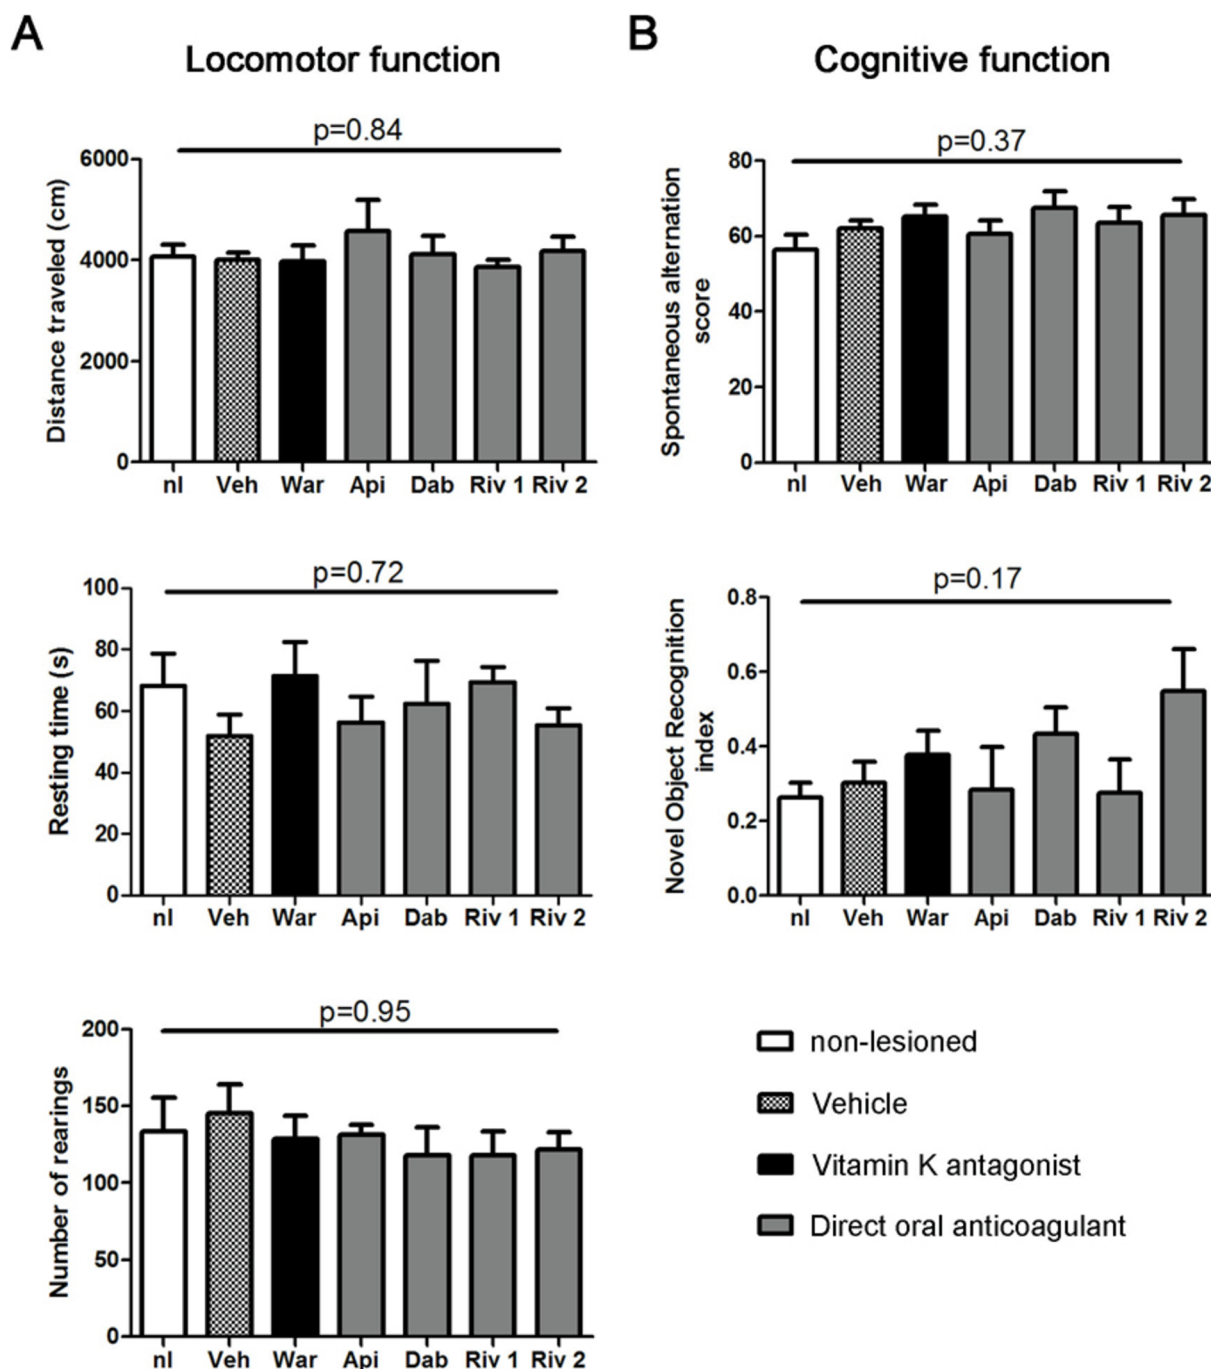 A
Locomotor function
p=0.84
Distance traveled (cm)
6000
4000
2000
0
nl Veh War Api Dab Riv 1 Riv 2
p=0.72
Resting time (s)
100
80
60
40
20
0
nl Veh War Api Dab Riv 1 Riv 2
p=0.95
Number of rearings
200
150
100
50
0
nl Veh War Api Dab Riv 1 Riv 2
B
Cognitive function
p=0.37
Spontaneous alternation
score
80
60
40
20
0
nl Veh War Api Dab Riv 1 Riv 2
p=0.17
Novel Object Recognition
index
0.8
0.6
0.4
0.2
0.0
nl Veh War Api Dab Riv 1 Riv 2
non-lesioned
Vehicle
Vitamin K antagonist
Direct oral anticoagulant